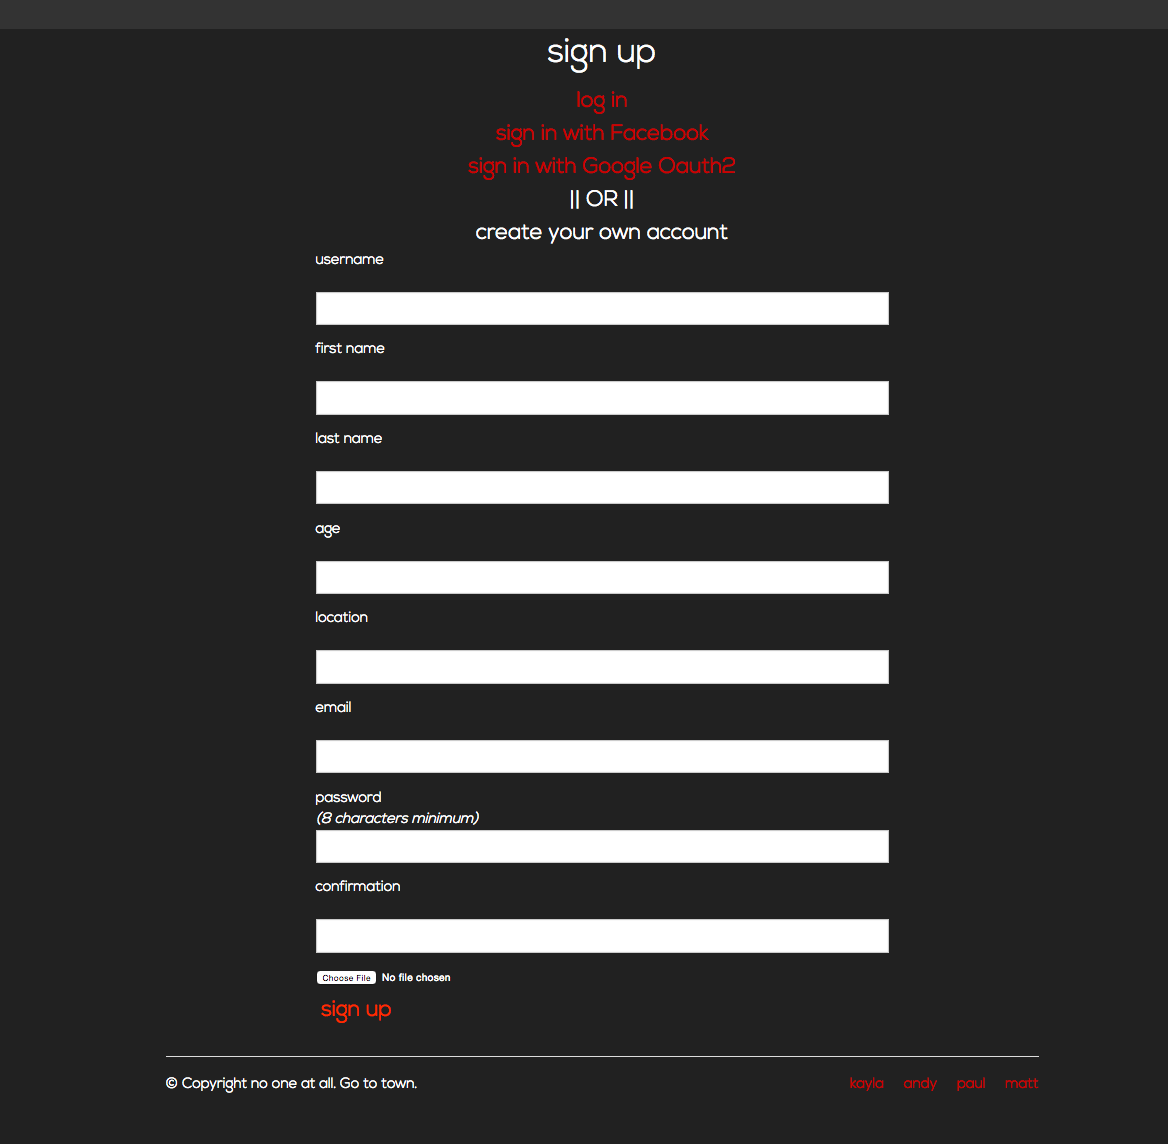 sign up
log in
sign in with Facebook
sign in with Google Oauth2
|| OR ||
create your own account
username
first name
last name
age
location
email
password
(8 characters minimum)
confirmation
Choose File No file chosen
sign up
© Copyright no one at all. Go to town. kayla andy paul matt